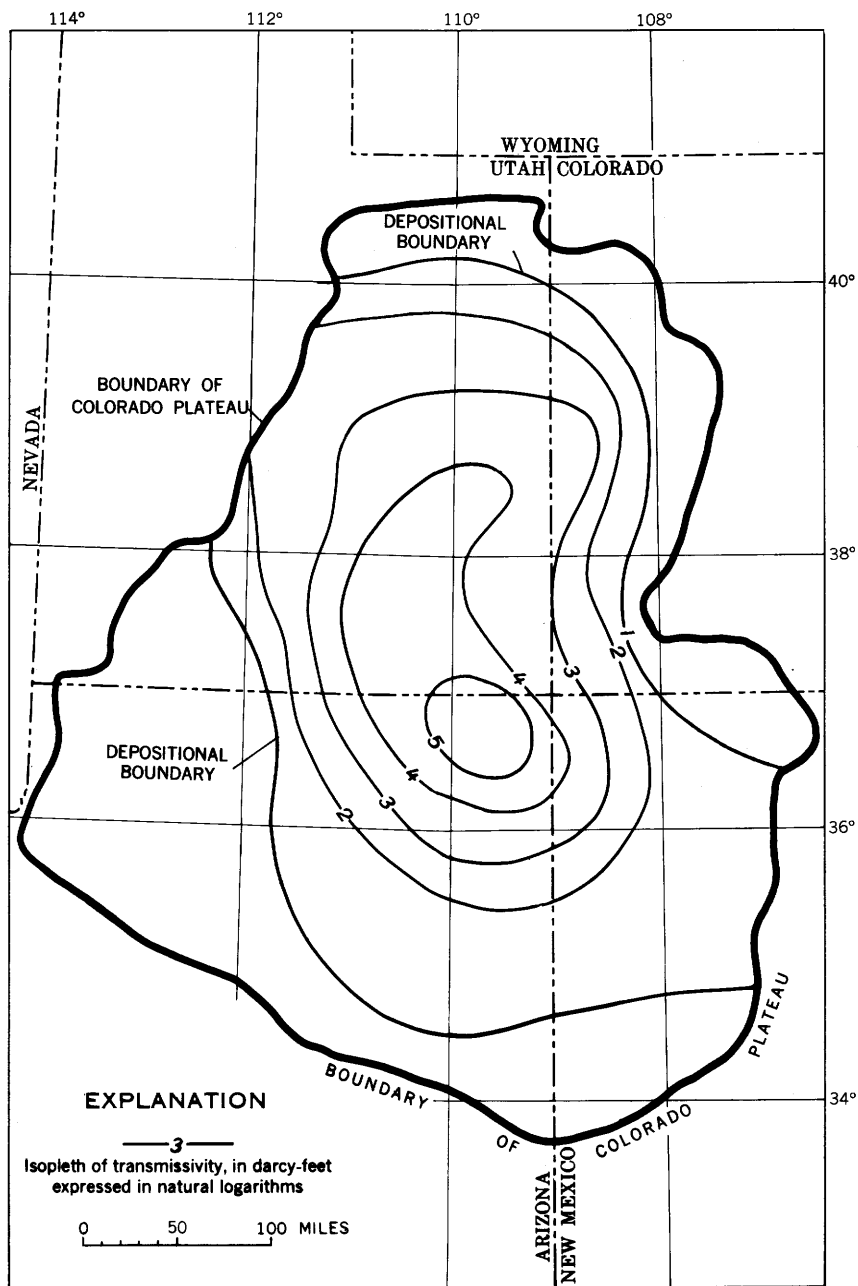 114°
112°
110°
108°
WYOMING
UTAH COLORADO
DEPOSITIONAL
BOUNDARY
40°
BOUNDARY OF
COLORADO PLATEAU
NEVADA
38°
1
2
3
4
5
4
3
2
DEPOSITIONAL
BOUNDARY
36°
BOUNDARY OF COLORADO PLATEAU
34°
EXPLANATION
3
Isopleth of transmissivity, in darcy-feet
expressed in natural logarithms
0 50 100 MILES
ARIZONA
NEW MEXICO